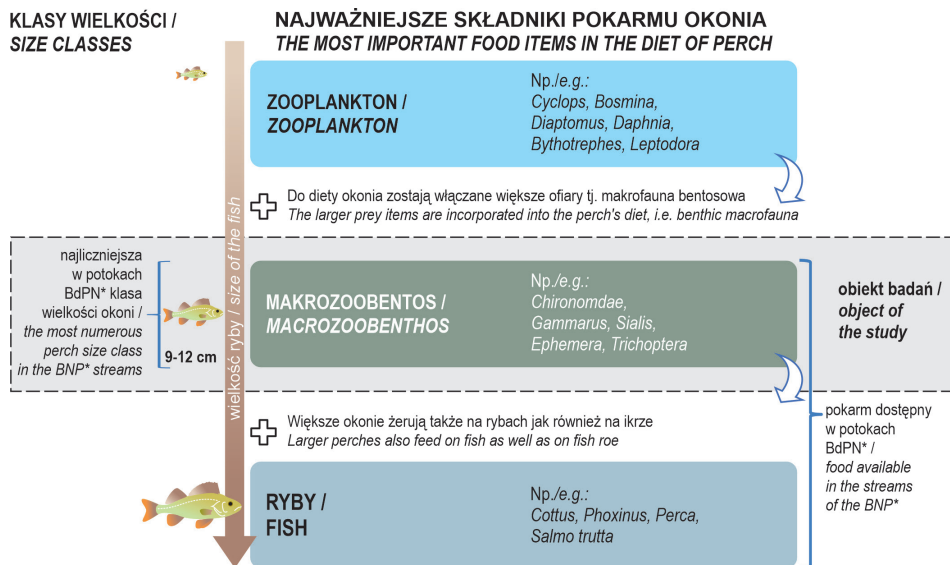 KLASY WIELKOŚCI /
SIZE CLASSES
NAJWAŻNIEJSZE SKŁADNIKI POKARMU OKONIA
THE MOST IMPORTANT FOOD ITEMS IN THE DIET OF PERCH
ZOOPLANKTON /
ZOOPLANKTON
Np./e.g.:
Cyclops, Bosmina,
Diaptomus, Daphnia,
Bythotrephes, Leptodora
Do diety okonia zostają włączane większe ofiary tj. makrofauna bentosowa
The larger prey items are incorporated into the perch's diet, i.e. benthic macrofauna
wielkość ryby / size of the fish
najliczniejsza
w potokach
BdPN* klasa
wielkości okoni /
the most numerous
perch size class
in the BNP* streams
9-12 cm
MAKROZOOBENTOS /
MACROZOOBENTHOS
Np./e.g.:
Chironomdae,
Gammarus, Sialis,
Ephemera, Trichoptera
obiekt badań /
object of
the study
Większe okonie żerują także na rybach jak również na ikrze
Larger perches also feed on fish as well as on fish roe
pokarm dostępny
w potokach
BdPN* /
food available
in the streams
of the BNP*
RYBY /
FISH
Np./e.g.:
Cottus, Phoxinus, Perca,
Salmo trutta